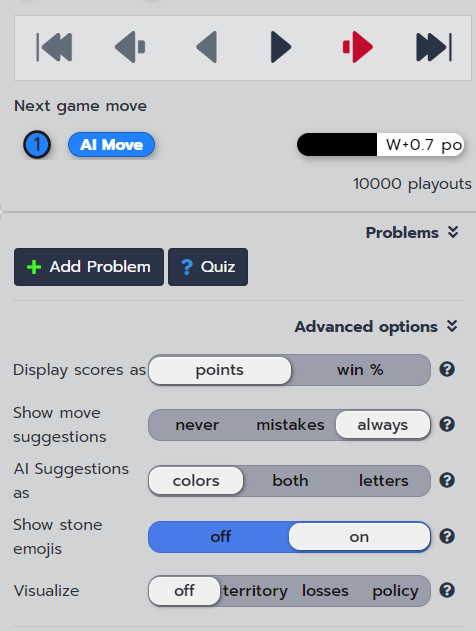 Next game move
1 AI Move W+0.7 po
10000 playouts
Problems
+ Add Problem ? Quiz
Advanced options
Display scores as points win % ?
Show move
suggestions never mistakes always ?
AI Suggestions
as colors both letters ?
Show stone
emojis off on ?
Visualize off territory losses policy ?